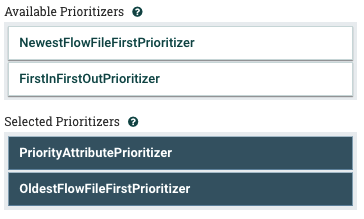 Available Prioritizers ?
NewestFlowFileFirstPrioritizer
FirstInFirstOutPrioritizer
Selected Prioritizers ?
PriorityAttributePrioritizer
OldestFlowFileFirstPrioritizer